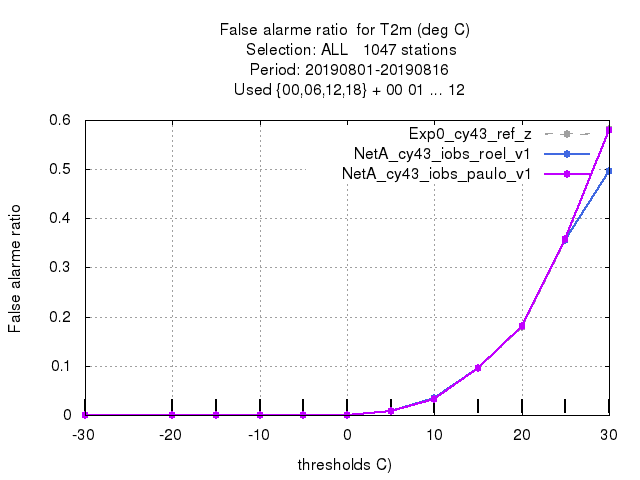 False alarme ratio  for T2m (deg C)
Selection: ALL   1047 stations
Period: 20190801-20190816
Used {00,06,12,18} + 00 01 ... 12
Exp0_cy43_ref_z
NetA_cy43_iobs_roel_v1
NetA_cy43_iobs_paulo_v1
False alarme ratio
0.6
0.5
0.4
0.3
0.2
0.1
0
-30
-20
-10
0
10
20
30
thresholds C)